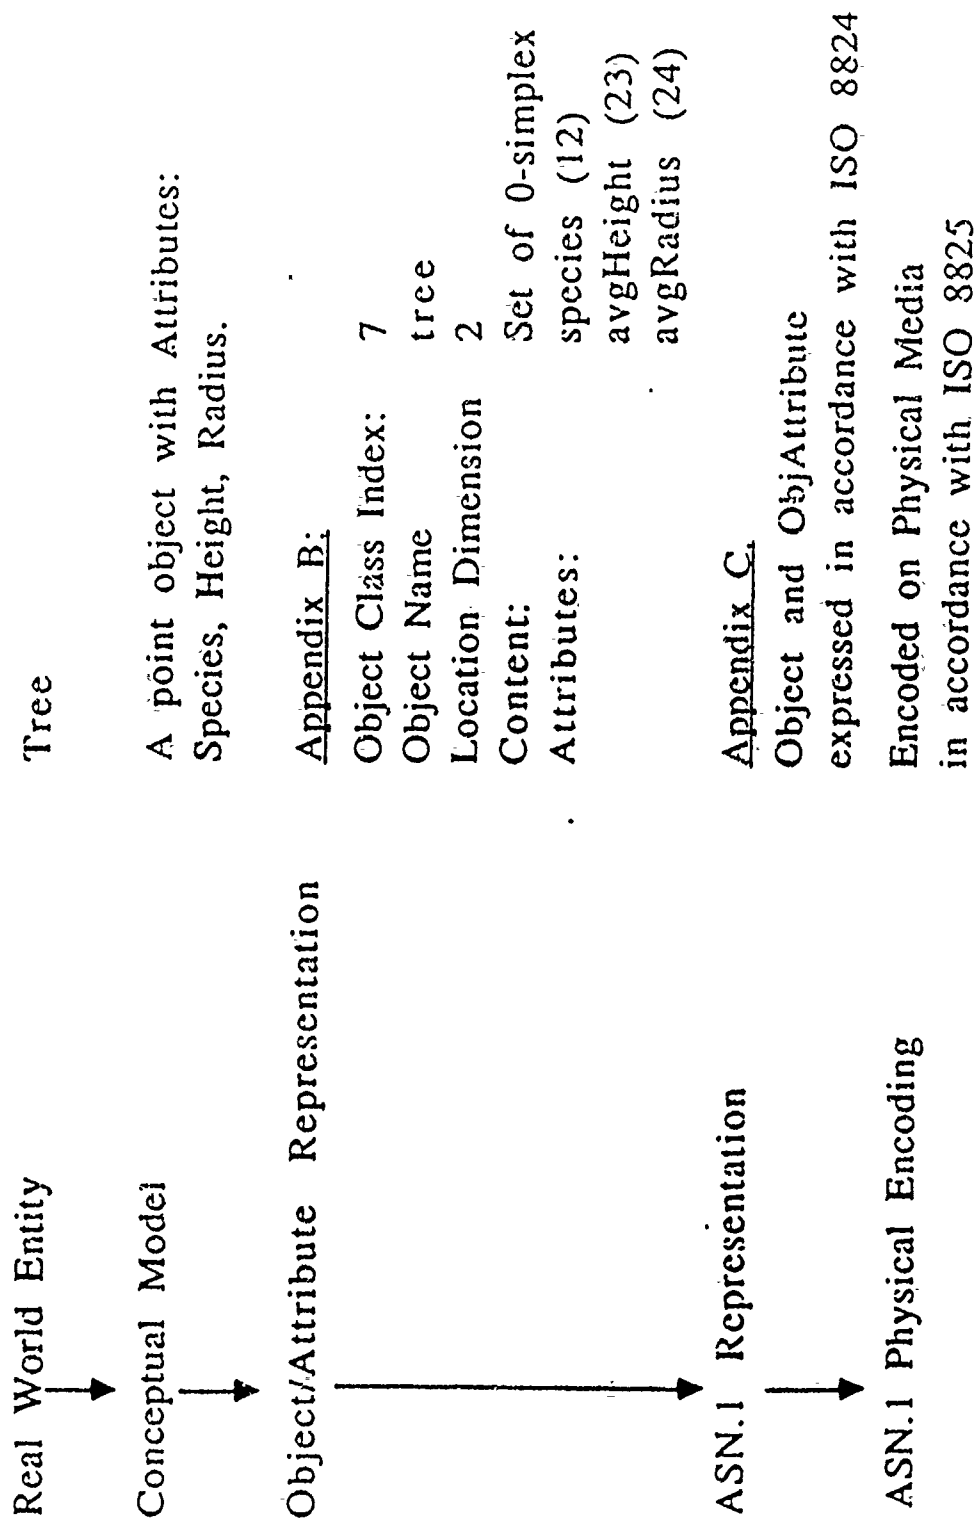 Real World Entity
Tree
Conceptual Model
A point object with Attributes:
Species, Height, Radius.
Object/Attribute Representation
Appendix B:
Object Class Index: 7
Object Name tree
Location Dimension 2
Content: Set of 0-simplex
Attributes: species (12)
avgHeight (23)
avgRadius (24)
ASN.1 Representation
Appendix C.
Object and ObjAttribute
expressed in accordance with ISO 8824
ASN.1 Physical Encoding
Encoded on Physical Media
in accordance with ISO 8825